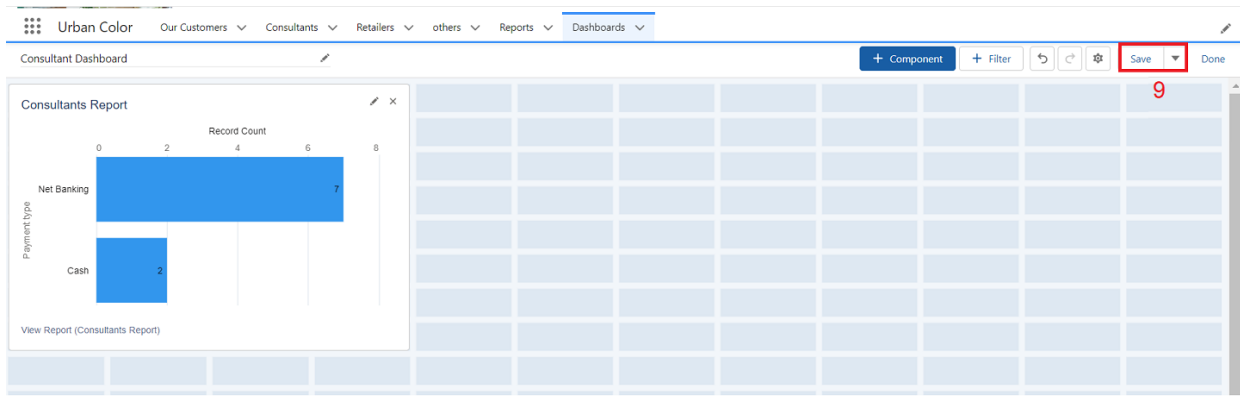 Urban Color Our Customers Consultants Retailers others Reports Dashboards
Consultant Dashboard + Component + Filter Save Done
9
Consultants Report
Record Count
0 2 4 6 8
Net Banking 7
Payment type
Cash 2
View Report (Consultants Report)